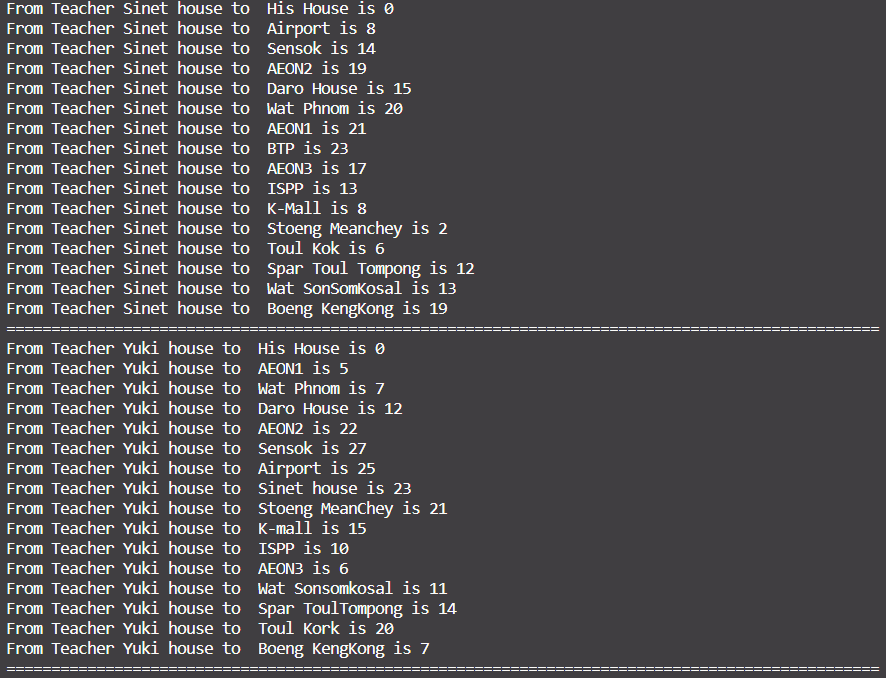 From Teacher Sinet house to  His House is 0
From Teacher Sinet house to  Airport is 8
From Teacher Sinet house to  Sensok is 14
From Teacher Sinet house to  AEON2 is 19
From Teacher Sinet house to  Daro House is 15
From Teacher Sinet house to  Wat Phnom is 20
From Teacher Sinet house to  AEON1 is 21
From Teacher Sinet house to  BTP is 23
From Teacher Sinet house to  AEON3 is 17
From Teacher Sinet house to  ISPP is 13
From Teacher Sinet house to  K-Mall is 8
From Teacher Sinet house to  Stoeng Meanchey is 2
From Teacher Sinet house to  Toul Kok is 6
From Teacher Sinet house to  Spar Toul Tompong is 12
From Teacher Sinet house to  Wat SonSomKosal is 13
From Teacher Sinet house to  Boeng KengKong is 19
=================================================================================================
From Teacher Yuki house to  His House is 0
From Teacher Yuki house to  AEON1 is 5
From Teacher Yuki house to  Wat Phnom is 7
From Teacher Yuki house to  Daro House is 12
From Teacher Yuki house to  AEON2 is 22
From Teacher Yuki house to  Sensok is 27
From Teacher Yuki house to  Airport is 25
From Teacher Yuki house to  Sinet house is 23
From Teacher Yuki house to  Stoeng MeanChey is 21
From Teacher Yuki house to  K-mall is 15
From Teacher Yuki house to  ISPP is 10
From Teacher Yuki house to  AEON3 is 6
From Teacher Yuki house to  Wat Sonsomkosal is 11
From Teacher Yuki house to  Spar ToulTompong is 14
From Teacher Yuki house to  Toul Kork is 20
From Teacher Yuki house to  Boeng KengKong is 7
=================================================================================================